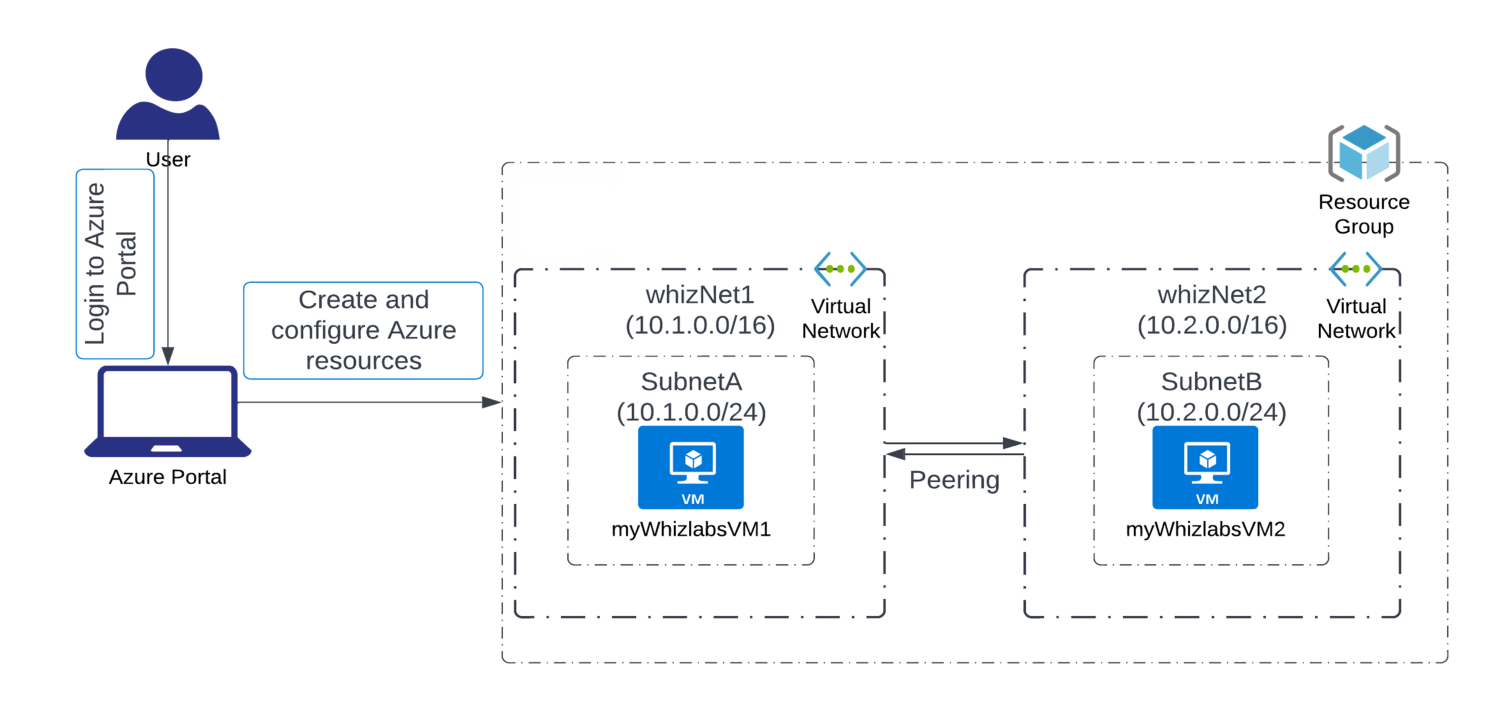 User
Login to Azure
Portal
Create and
configure Azure
resources
Azure Portal
Resource
Group
whizNet1
(10.1.0.0/16)
Virtual
Network
SubnetA
(10.1.0.0/24)
VM
myWhizlabsVM1
Peering
whizNet2
(10.2.0.0/16)
Virtual
Network
SubnetB
(10.2.0.0/24)
VM
myWhizlabsVM2